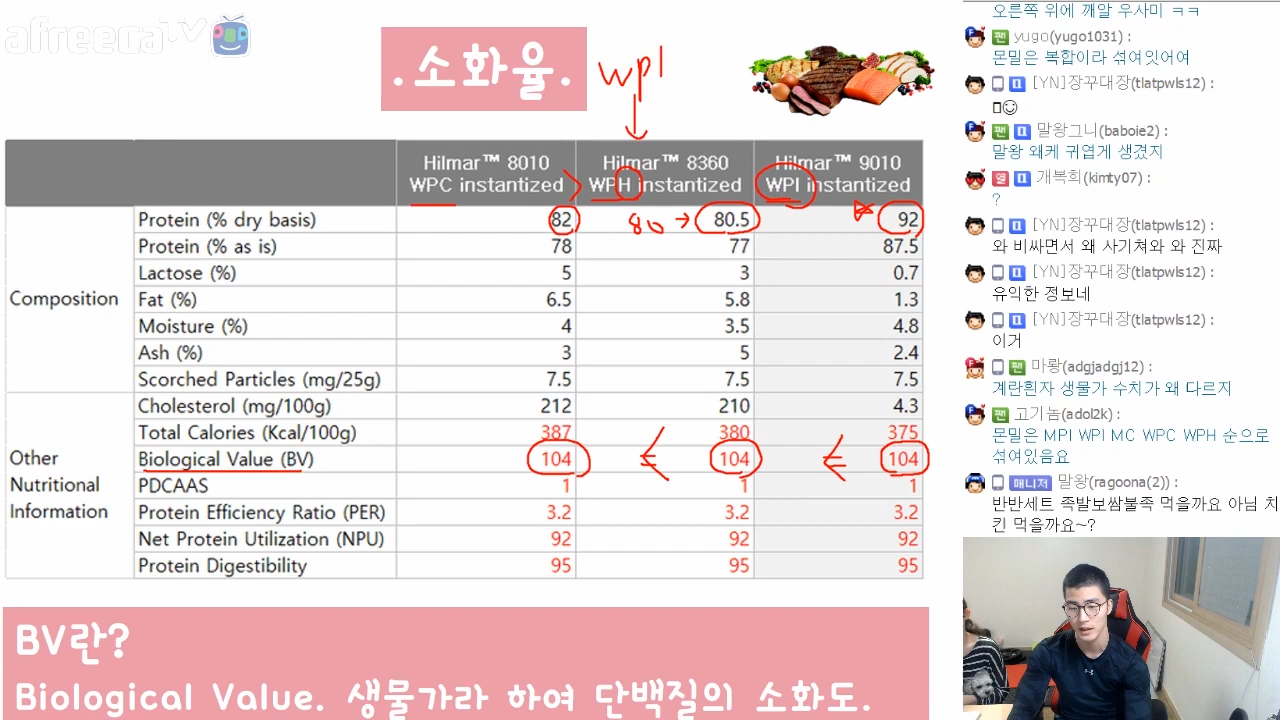 afreecaTV
.소화율.
wpI
Hilmar™ 8010 WPC instantized
Hilmar™ 8360 WPH instantized
Hilmar™ 9010 WPI instantized
Composition
Protein (% dry basis) 82 80 → 80.5 92
Protein (% as is) 78 77 87.5
Lactose (%) 5 3 0.7
Fat (%) 6.5 5.8 1.3
Moisture (%) 4 3.5 4.8
Ash (%) 3 5 2.4
Scorched Particles (mg/25g) 7.5 7.5 7.5
Other Nutritional Information
Cholesterol (mg/100g) 212 210 4.3
Total Calories (Kcal/100g) 387 380 375
Biological Value (BV) 104 104 104
PDCAAS 1 1 1
Protein Efficiency Ratio (PER) 3.2 3.2 3.2
Net Protein Utilization (NPU) 92 92 92
Protein Digestibility 95 95 95
BV란?
Biological Value. 생물가라 하여 단백질의 소화도.
오른쪽 위에 깨알 우사미 ㅋㅋ
팬 yugo(yugo1031) :
몬밀은 복합이라 섞여잇어여
[YN]장꾸대장(tlatpwls12) :
☺
팬 말왕그니(baboie2) :
말왕 왜케 귀엽게 생겼지
열 개복희(kimty07) :
?
[YN]장꾸대장(tlatpwls12) :
와 비싸면서 왜 사기쳐와 와 진짜
[YN]장꾸대장(tlatpwls12) :
유익한 정보네
[YN]장꾸대장(tlatpwls12) :
이거
팬 마뢍(adgjadgj12) :
계란흰자 생물가 수치가 왜 다르지
팬 고기놈(adol2k) :
몬밀은 MPI WPI MC WPC WPH 순으로
섞여있음요
매니저 말왕(ragoona(2)) :
반반세트 족발보쌈불족 먹을까요 아님 치
킨 먹을까요~?